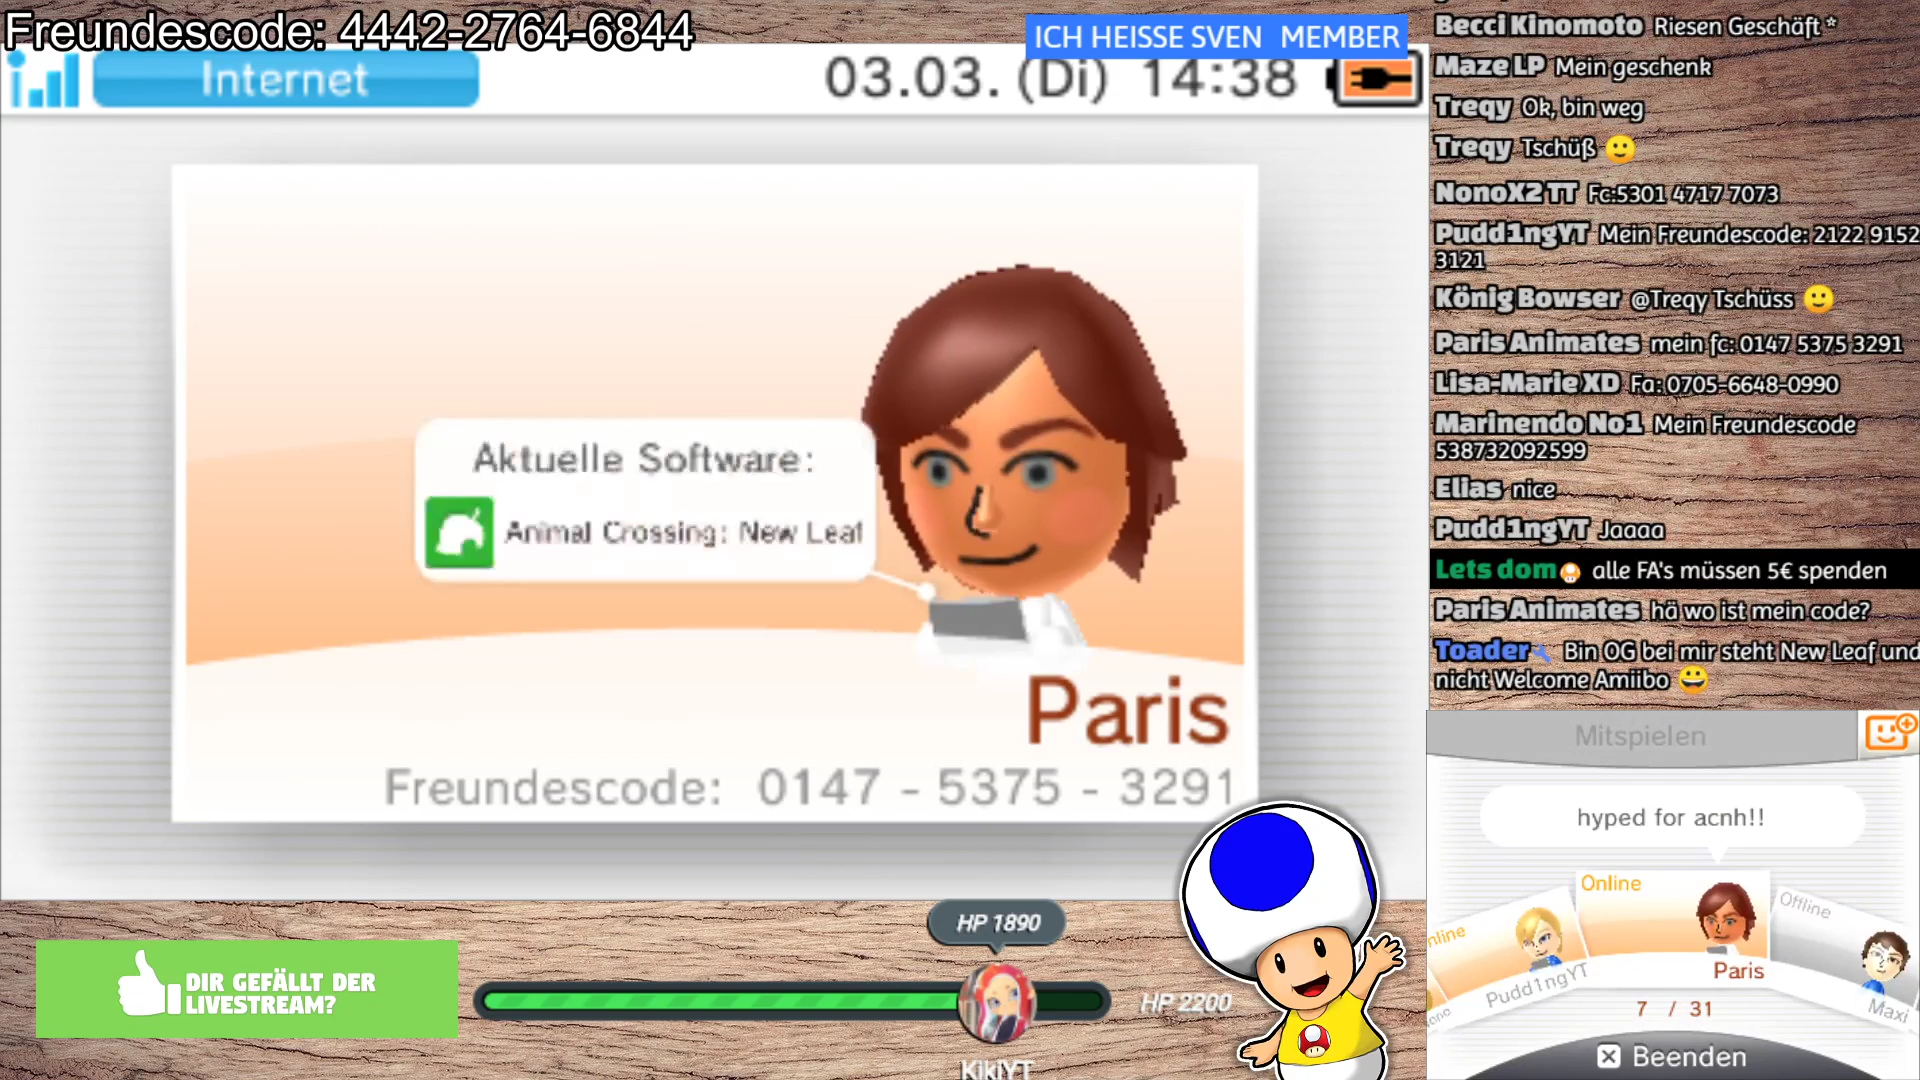 Freundescode: 4442-2764-6844
ICH HEISSE SVEN MEMBER
Internet
03.03. (Di) 14:38
Aktuelle Software:
Animal Crossing: New Leaf
Paris
Freundescode: 0147 - 5375 - 3291
Becci Kinomoto Riesen Geschäft *
Maze LP Mein geschenk
Treqy Ok, bin weg
Treqy Tschüß 🙂
NonoX2 TT Fc:5301 4717 7073
Pudd1ngYT Mein Freundescode: 2122 9152
3121
König Bowser @Treqy Tschüss 🙂
Paris Animates mein fc: 0147 5375 3291
Lisa-Marie XD Fa: 0705-6648-0990
Marinendo No1 Mein Freundescode
538732092599
Elias nice
Pudd1ngYT Jaaaa
Lets dom alle FA's müssen 5€ spenden
Paris Animates hä wo ist mein code?
Toader Bin OG bei mir steht New Leaf und
nicht Welcome Amiibo 😀
Mitspielen
hyped for acnh!!
nline
Online
Offline
Pudd1ngYT
Paris
Maxi
7 / 31
Beenden
DIR GEFÄLLT DER
LIVESTREAM?
HP 1890
HP 2200
KikiYT